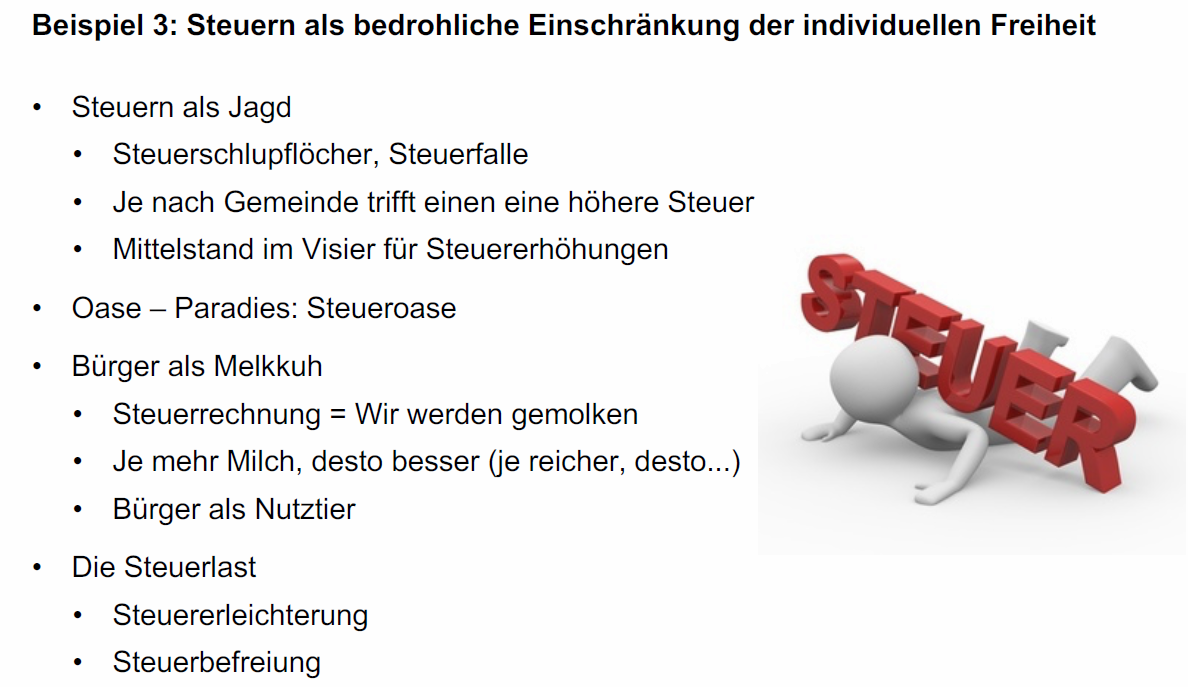 Beispiel 3: Steuern als bedrohliche Einschränkung der individuellen Freiheit
• Steuern als Jagd
• Steuerschlupflöcher, Steuerfalle
• Je nach Gemeinde trifft einen eine höhere Steuer
• Mittelstand im Visier für Steuererhöhungen
• Oase – Paradies: Steueroase
• Bürger als Melkkuh
• Steuerrechnung = Wir werden gemolken
• Je mehr Milch, desto besser (je reicher, desto...)
• Bürger als Nutztier
• Die Steuerlast
• Steuererleichterung
• Steuerbefreiung
STEUER